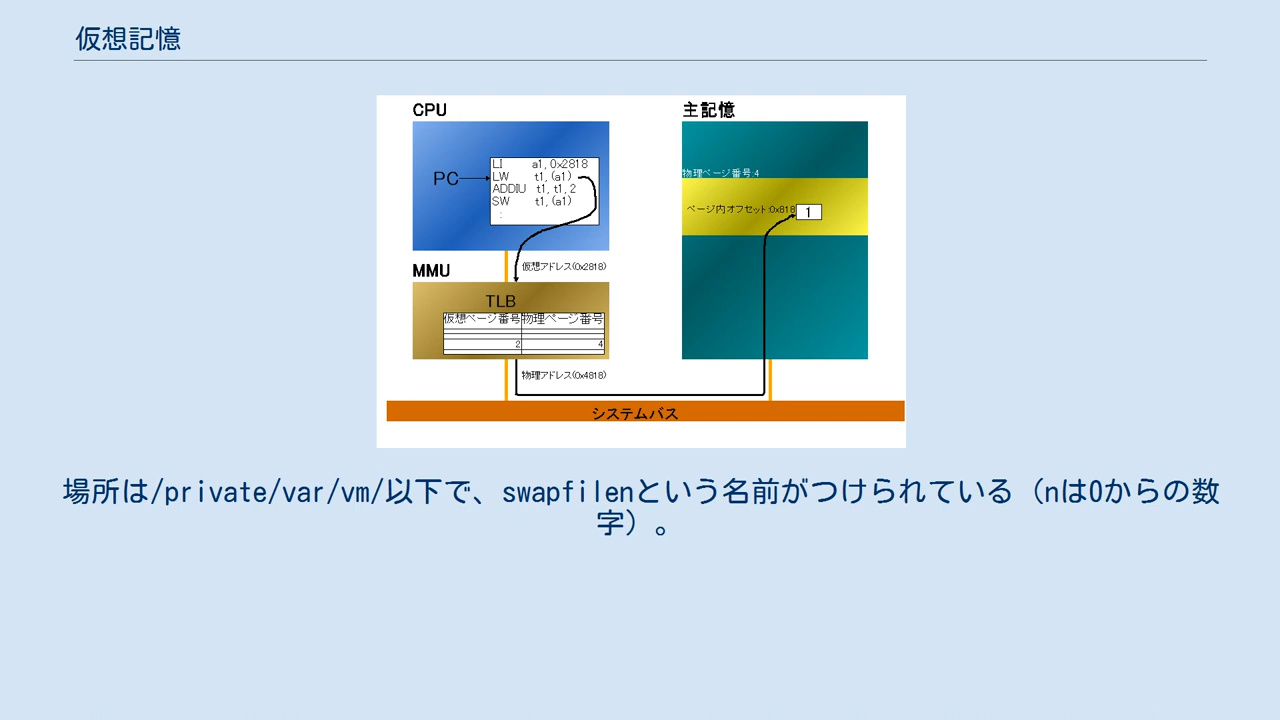 仮想記憶
CPU
PC
LI a1,0x2818
LW t1,(a1)
ADDIU t1,t1,2
SW t1,(a1)
:
仮想アドレス(0x2818)
MMU
TLB
仮想ページ番号 物理ページ番号
2 4
物理アドレス(0x4818)
主記憶
物理ページ番号:4
ページ内オフセット:0x818 1
システムバス
場所は/private/var/vm/以下で、swapfilenという名前がつけられている（nは0からの数
字）。